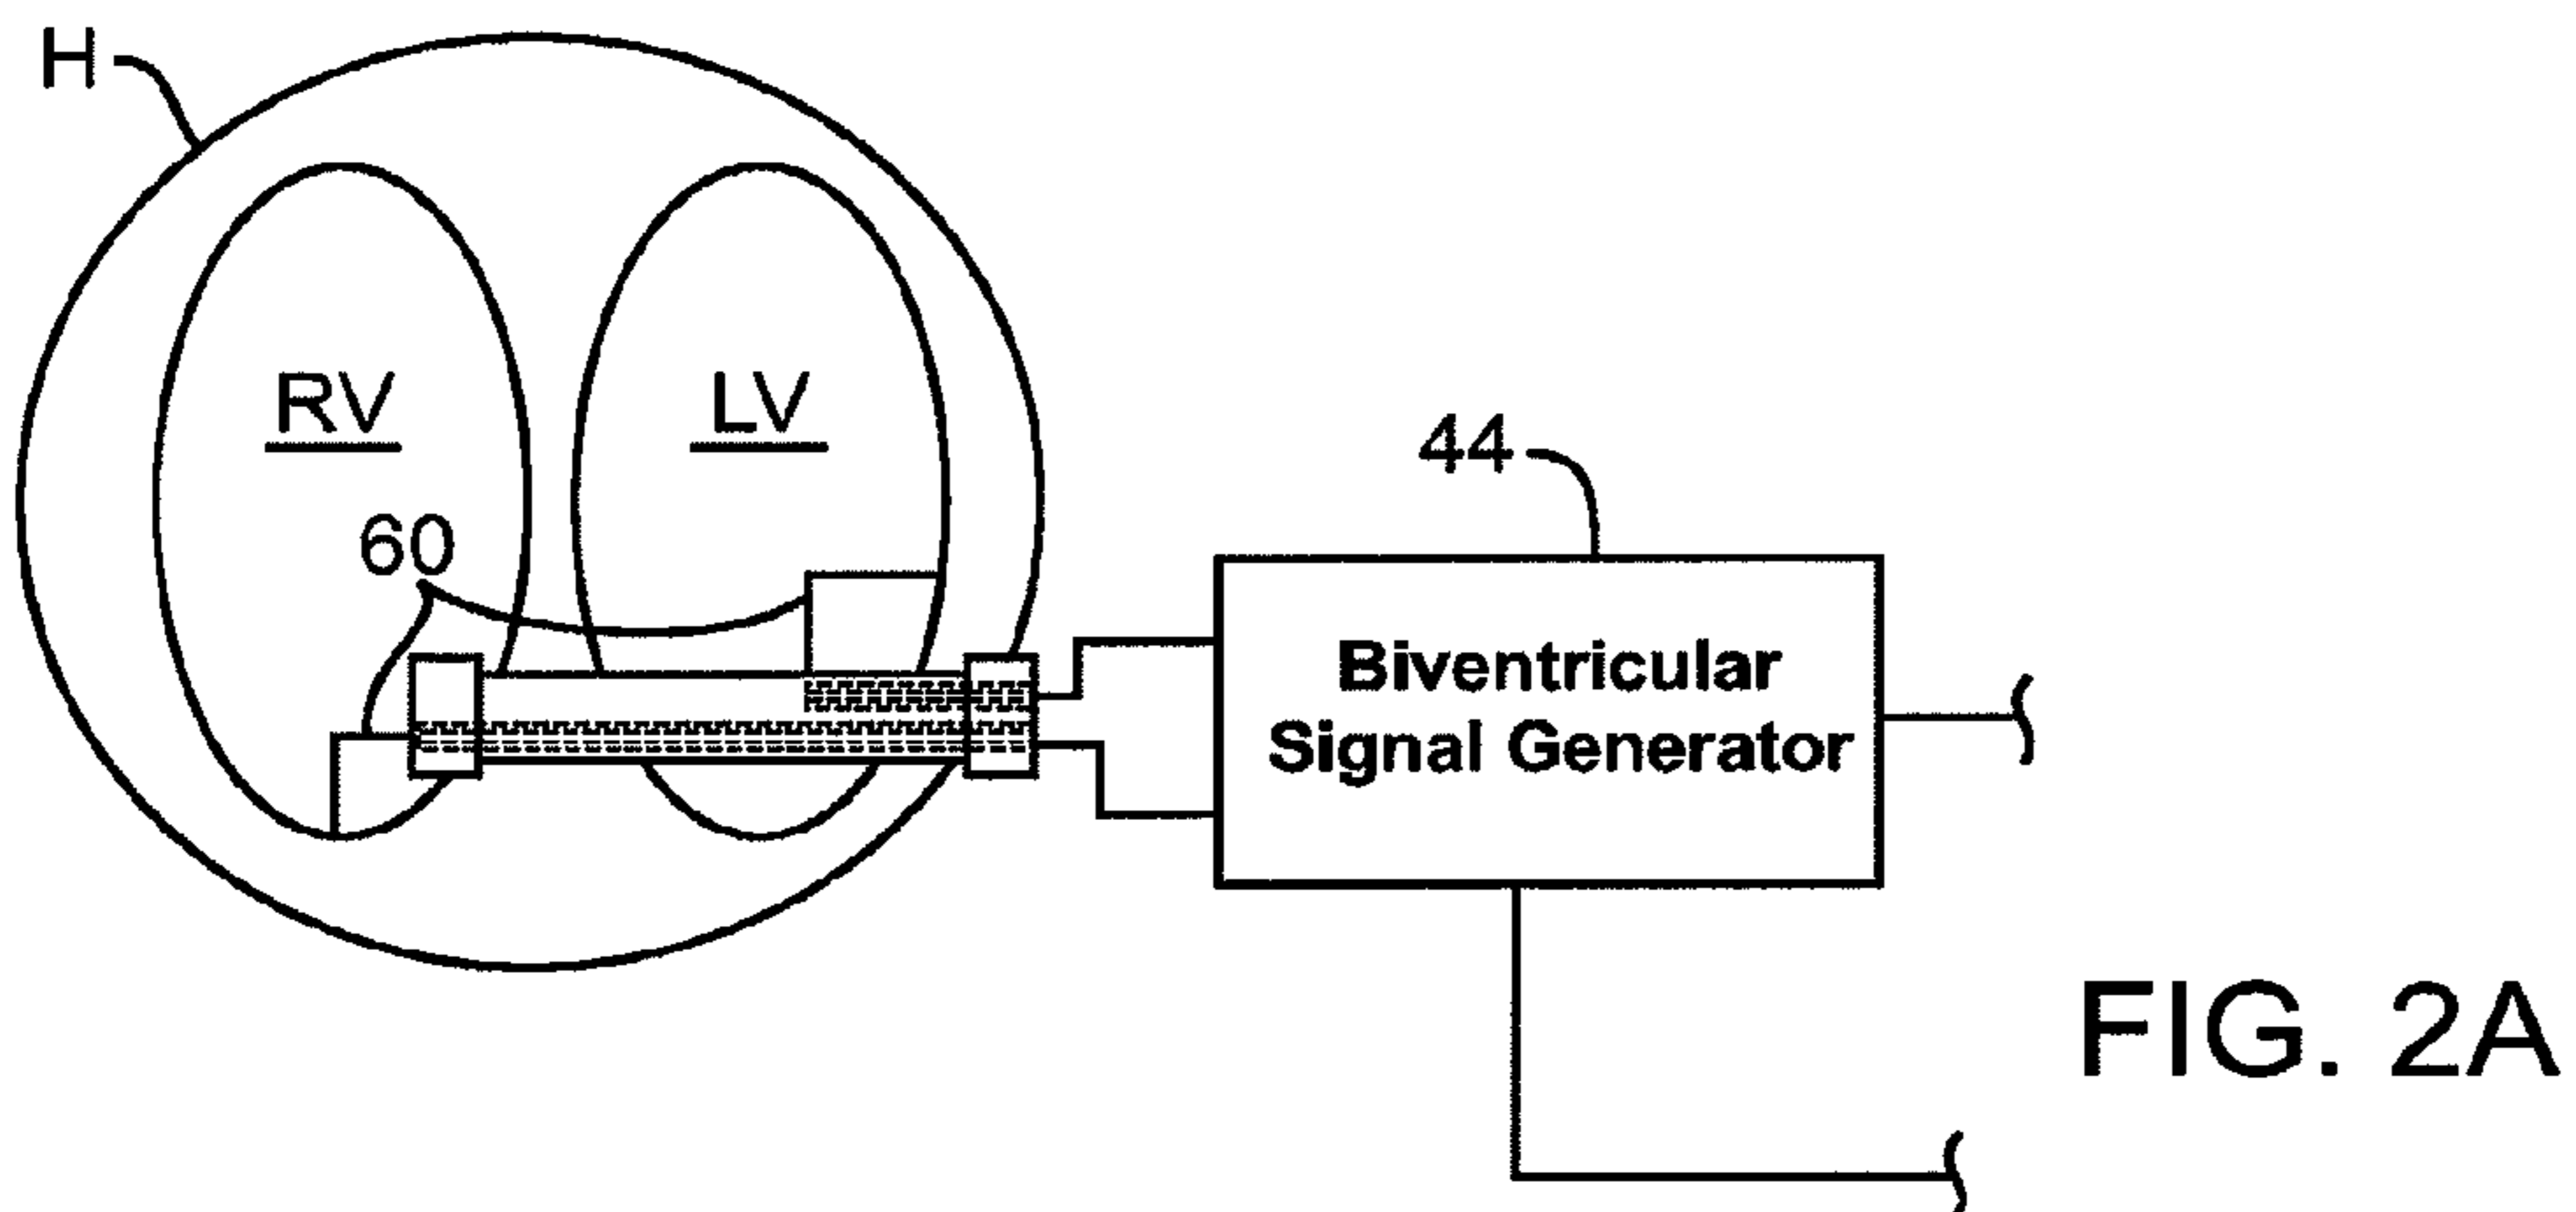 H
RV
LV
60
44
Biventricular
Signal Generator
FIG. 2A